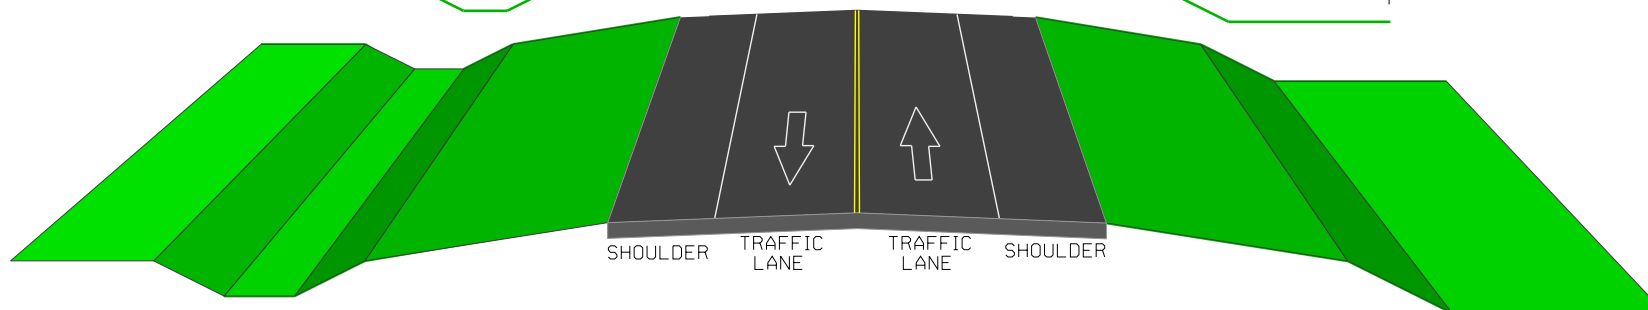 SHOULDER
TRAFFIC
LANE
TRAFFIC
LANE
SHOULDER